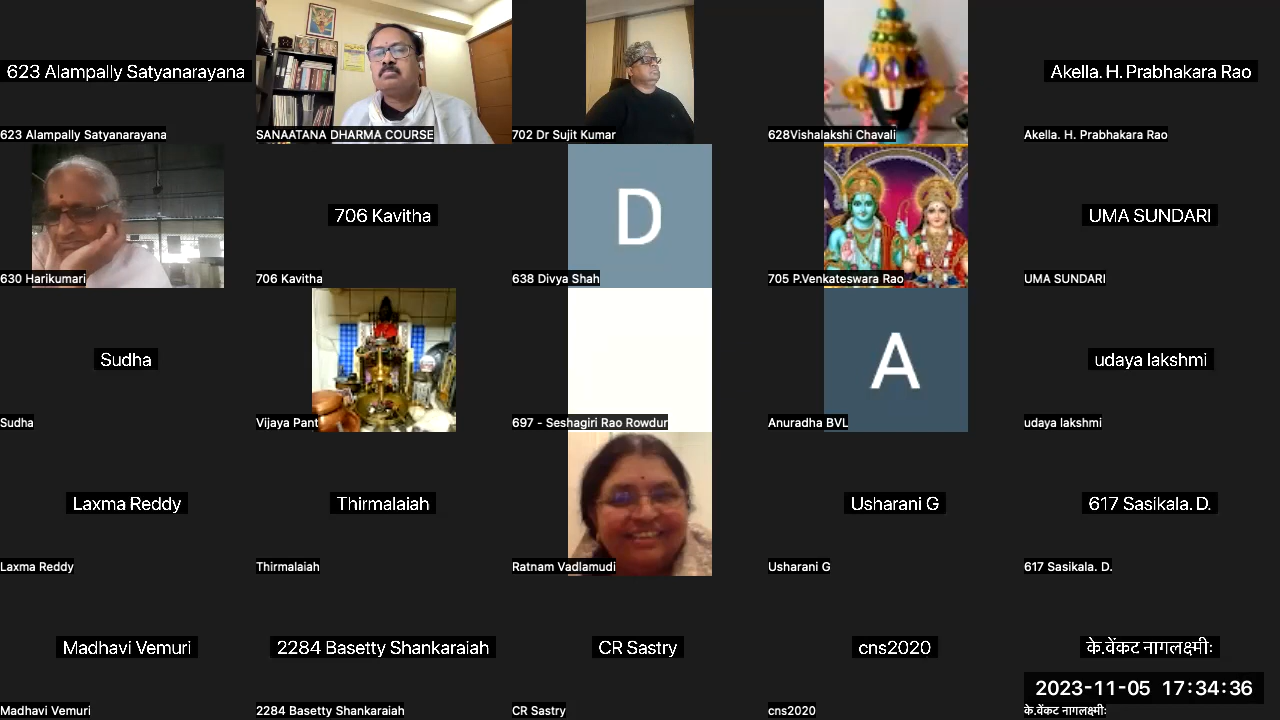 623 Alampally Satyanarayana
Akella. H. Prabhakara Rao
623 Alampally Satyanarayana
SANAATANA DHARMA COURSE
702 Dr Sujit Kumar
628Vishalakshi Chavali
Akella. H. Prabhakara Rao
706 Kavitha
D
UMA SUNDARI
630 Harikumari
706 Kavitha
638 Divya Shah
705 P.Venkateswara Rao
UMA SUNDARI
Sudha
A
udaya lakshmi
Sudha
Vijaya Pant
697 - Seshagiri Rao Rowdur
Anuradha BVL
udaya lakshmi
Laxma Reddy
Thirmalaiah
Usharani G
617 Sasikala. D.
Laxma Reddy
Thirmalaiah
Ratnam Vadlamudi
Usharani G
617 Sasikala. D.
Madhavi Vemuri
2284 Basetty Shankaraiah
CR Sastry
cns2020
के.वेंकट नागलक्ष्मीः
2023-11-05 17:34:36
Madhavi Vemuri
2284 Basetty Shankaraiah
CR Sastry
cns2020
के.वेंकट नागलक्ष्मीः